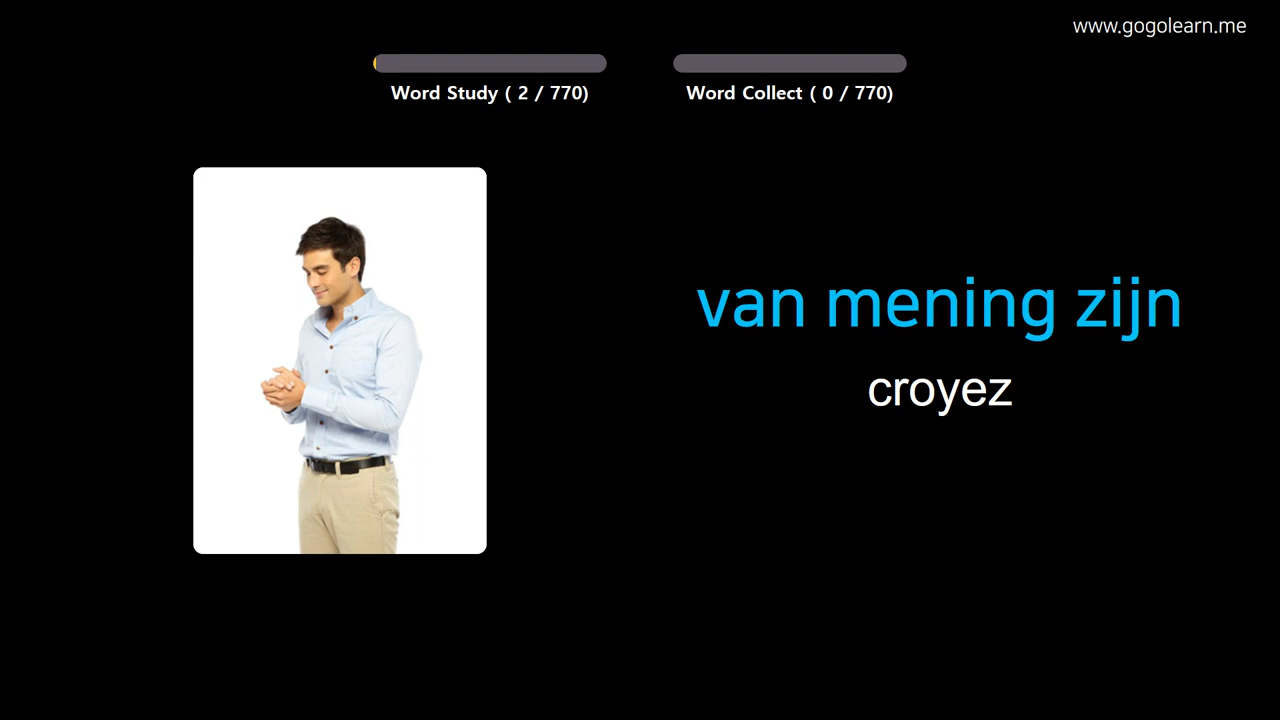 www.gogolearn.me
Word Study ( 2 / 770)
Word Collect ( 0 / 770)
van mening zijn
croyez